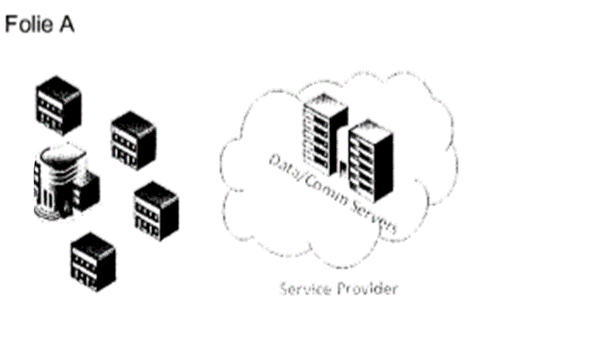 Folie A
Data/Comm Servers
Service Provider